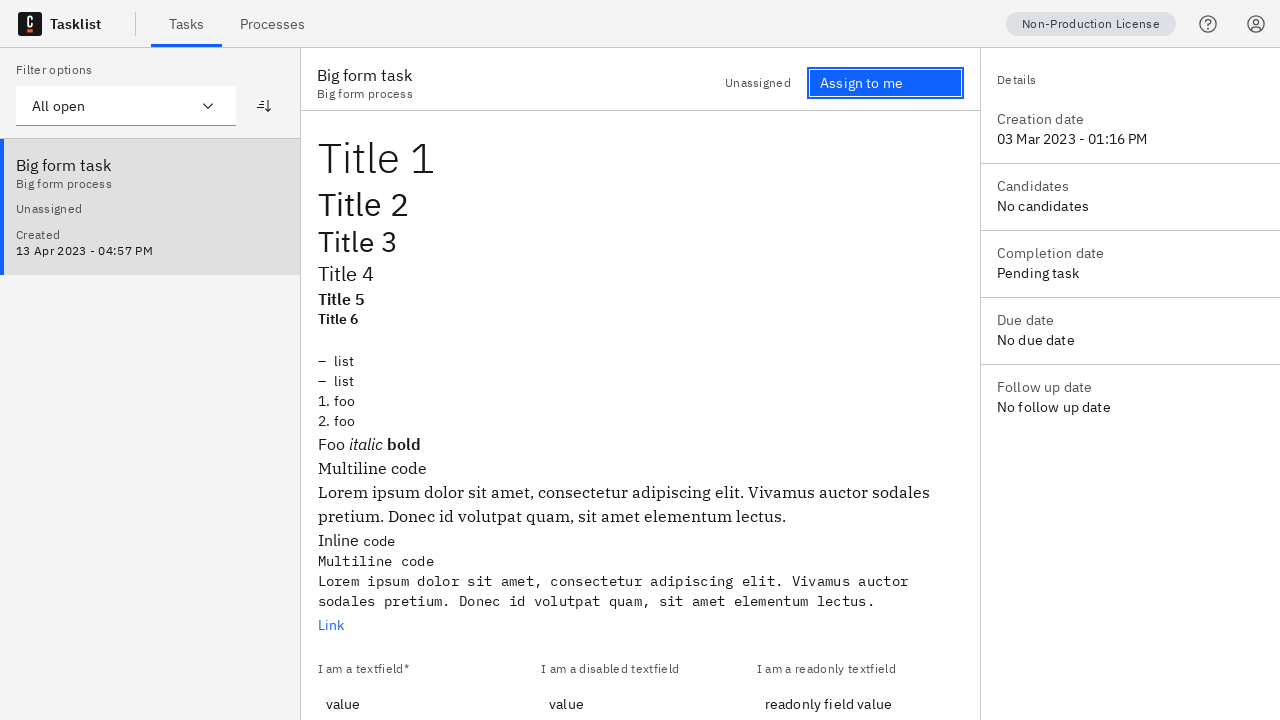 Tasklist
Tasks
Processes
Non-Production License
Filter options
All open
Big form task
Big form process
Unassigned
Created
13 Apr 2023 - 04:57 PM
Big form task
Big form process
Unassigned
Assign to me
Title 1
Title 2
Title 3
Title 4
Title 5
Title 6
– list
– list
1. foo
2. foo
Foo italic bold
Multiline code
Lorem ipsum dolor sit amet, consectetur adipiscing elit. Vivamus auctor sodales
pretium. Donec id volutpat quam, sit amet elementum lectus.
Inline code
Multiline code
Lorem ipsum dolor sit amet, consectetur adipiscing elit. Vivamus auctor
sodales pretium. Donec id volutpat quam, sit amet elementum lectus.
Link
I am a textfield*
I am a disabled textfield
I am a readonly textfield
value
value
readonly field value
Details
Creation date
03 Mar 2023 - 01:16 PM
Candidates
No candidates
Completion date
Pending task
Due date
No due date
Follow up date
No follow up date